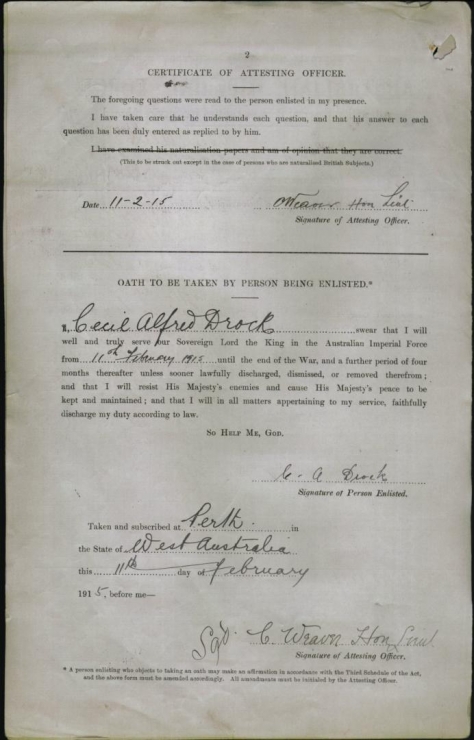 2
CERTIFICATE OF ATTESTING OFFICER.
The foregoing questions were read to the person enlisted in my presence.
I have taken care that he understands each question, and that his answer to each
question has been duly entered as replied to by him.
I have examined his naturalisation papers and am of opinion that they are correct.
(This to be struck out except in the case of persons who are naturalised British Subjects.)
Date 11-2-15 C Weaver Hon Lieut
Signature of Attesting Officer.
OATH TO BE TAKEN BY PERSON BEING ENLISTED.*
I, Cecil Alfred Drock swear that I will
well and truly serve our Sovereign Lord the King in the Australian Imperial Force
from 11th February 1915 until the end of the War, and a further period of four
months thereafter unless sooner lawfully discharged, dismissed, or removed therefrom;
and that I will resist His Majesty's enemies and cause His Majesty's peace to be
kept and maintained; and that I will in all matters appertaining to my service, faithfully
discharge my duty according to law.
SO HELP ME, GOD.
C. A Drock
Signature of Person Enlisted.
Taken and subscribed at Perth in
the State of West Australia
this 11th day of February
1915, before me—
Sgd. C. Weaver Hon Lieut
Signature of Attesting Officer.
* A person enlisting who objects to taking an oath may make an affirmation in accordance with the Third Schedule of the Act,
and the above form must be amended accordingly. All amendments must be initialed by the Attesting Officer.